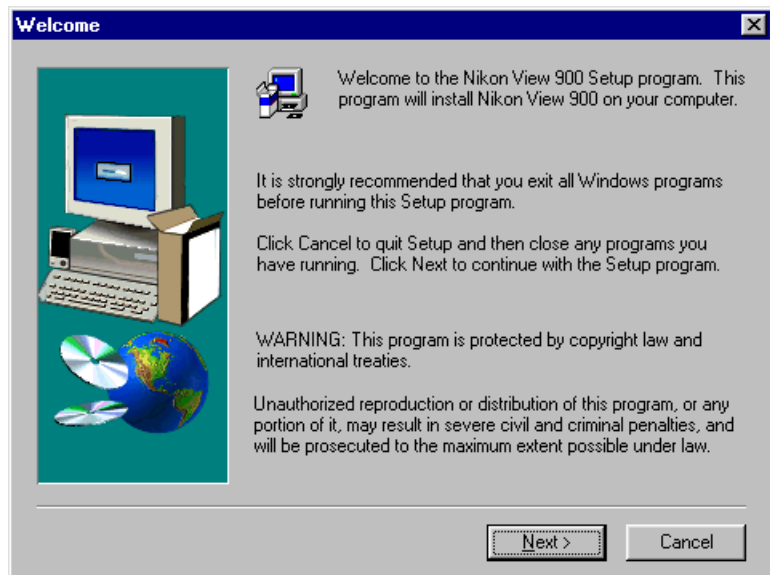 Welcome
Welcome to the Nikon View 900 Setup program. This
program will install Nikon View 900 on your computer.
It is strongly recommended that you exit all Windows programs
before running this Setup program.
Click Cancel to quit Setup and then close any programs you
have running. Click Next to continue with the Setup program.
WARNING: This program is protected by copyright law and
international treaties.
Unauthorized reproduction or distribution of this program, or any
portion of it, may result in severe civil and criminal penalties, and
will be prosecuted to the maximum extent possible under law.
Next >
Cancel